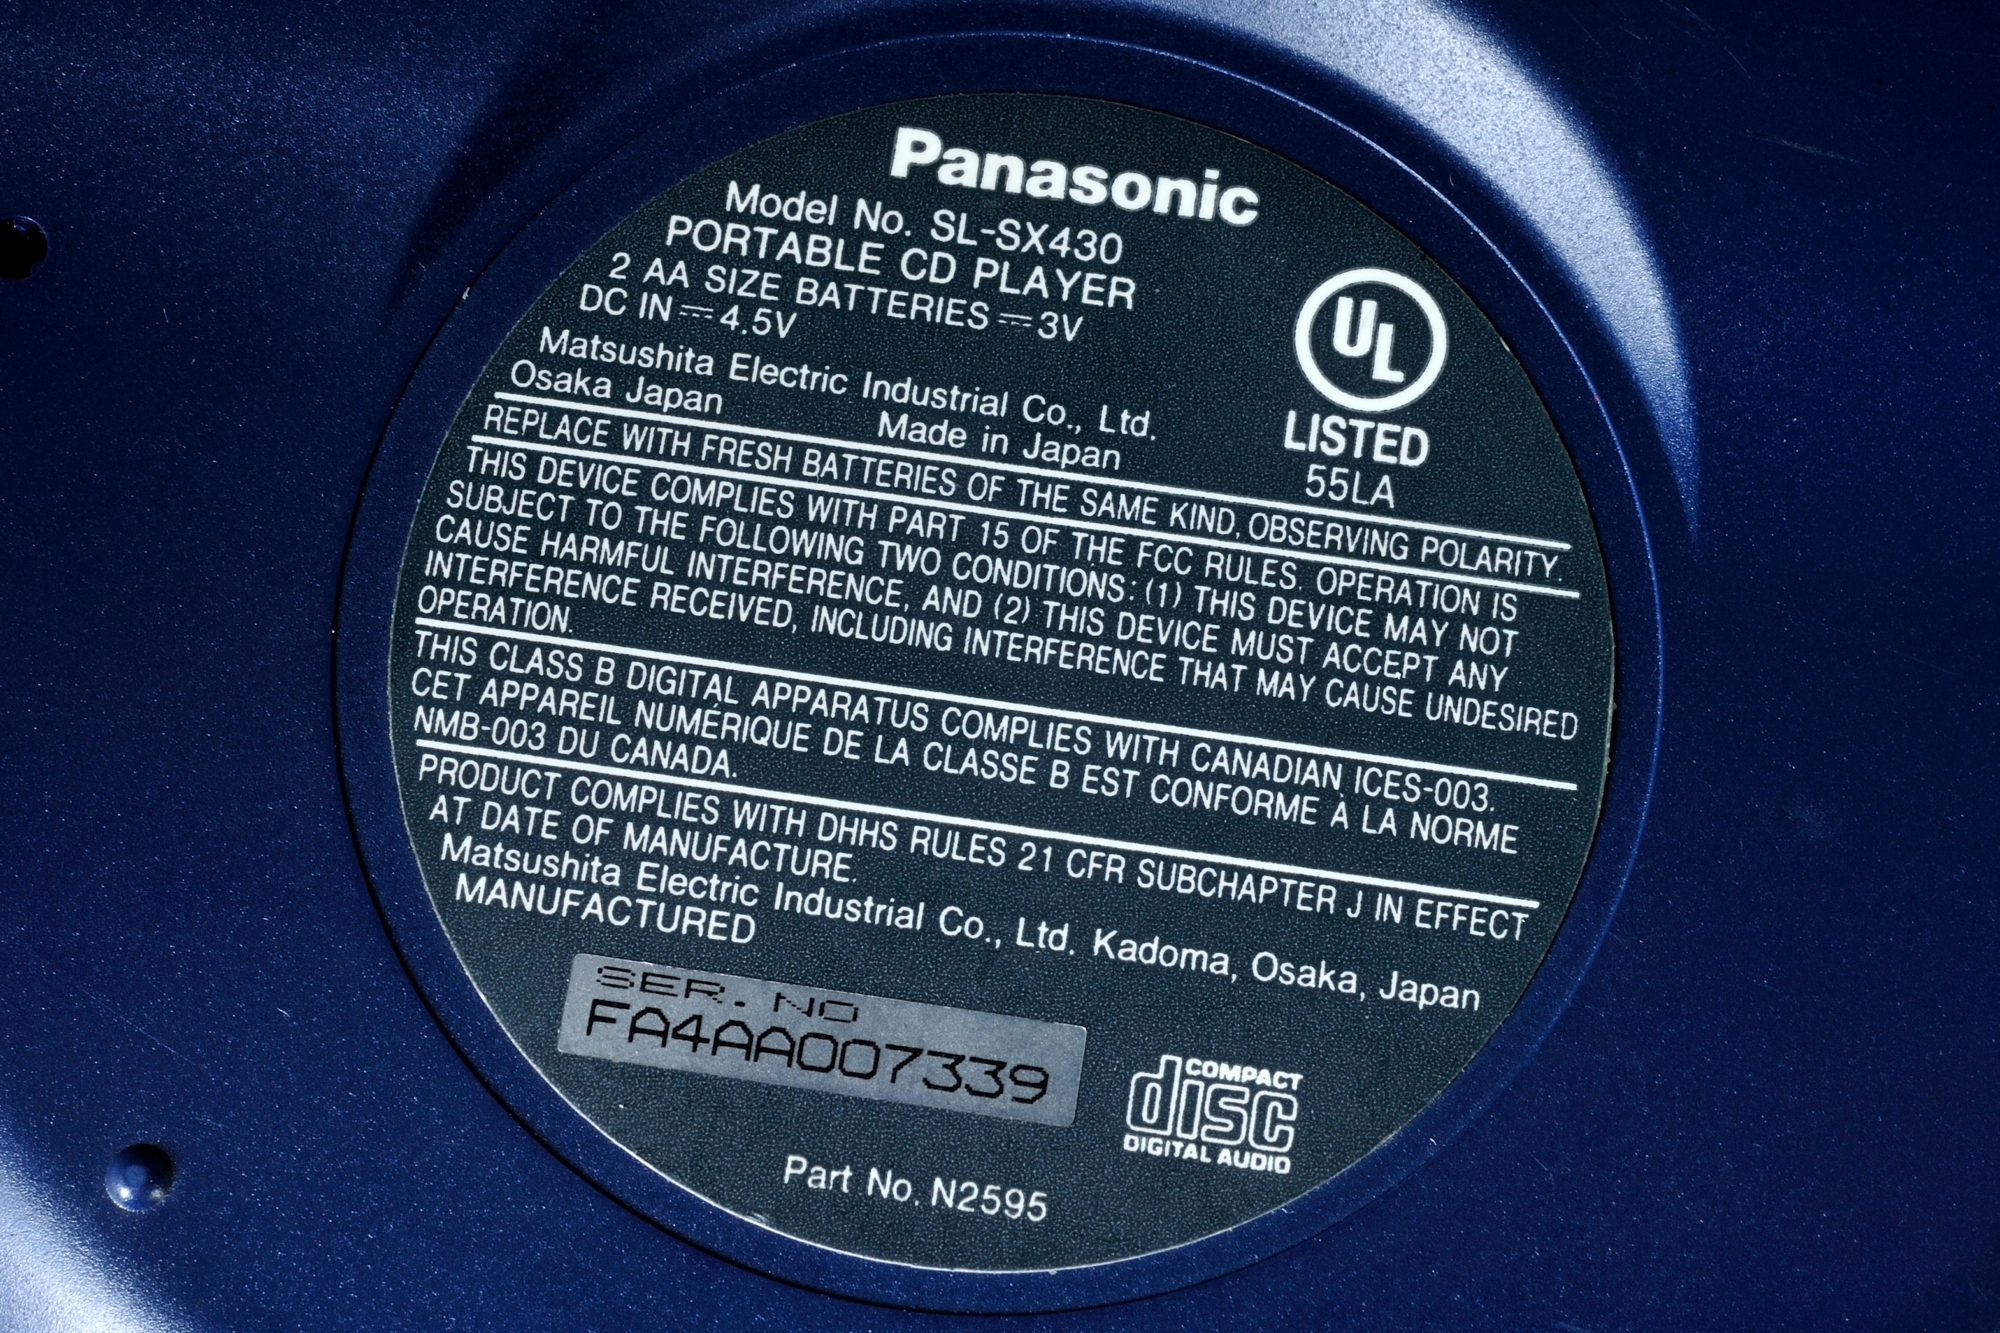 Panasonic
Model No. SL-SX430
PORTABLE CD PLAYER
2 AA SIZE BATTERIES ⎓ 3V
DC IN ⎓ 4.5V
Matsushita Electric Industrial Co., Ltd.
Osaka Japan Made in Japan
UL
LISTED
55LA
REPLACE WITH FRESH BATTERIES OF THE SAME KIND, OBSERVING POLARITY.
THIS DEVICE COMPLIES WITH PART 15 OF THE FCC RULES. OPERATION IS
SUBJECT TO THE FOLLOWING TWO CONDITIONS: (1) THIS DEVICE MAY NOT
CAUSE HARMFUL INTERFERENCE, AND (2) THIS DEVICE MUST ACCEPT ANY
INTERFERENCE RECEIVED, INCLUDING INTERFERENCE THAT MAY CAUSE UNDESIRED
OPERATION.
THIS CLASS B DIGITAL APPARATUS COMPLIES WITH CANADIAN ICES-003.
CET APPAREIL NUMÉRIQUE DE LA CLASSE B EST CONFORME À LA NORME
NMB-003 DU CANADA.
PRODUCT COMPLIES WITH DHHS RULES 21 CFR SUBCHAPTER J IN EFFECT
AT DATE OF MANUFACTURE.
Matsushita Electric Industrial Co., Ltd. Kadoma, Osaka, Japan
MANUFACTURED
SER. NO
FA4AA007339
COMPACT
disc
DIGITAL AUDIO
Part No. N2595